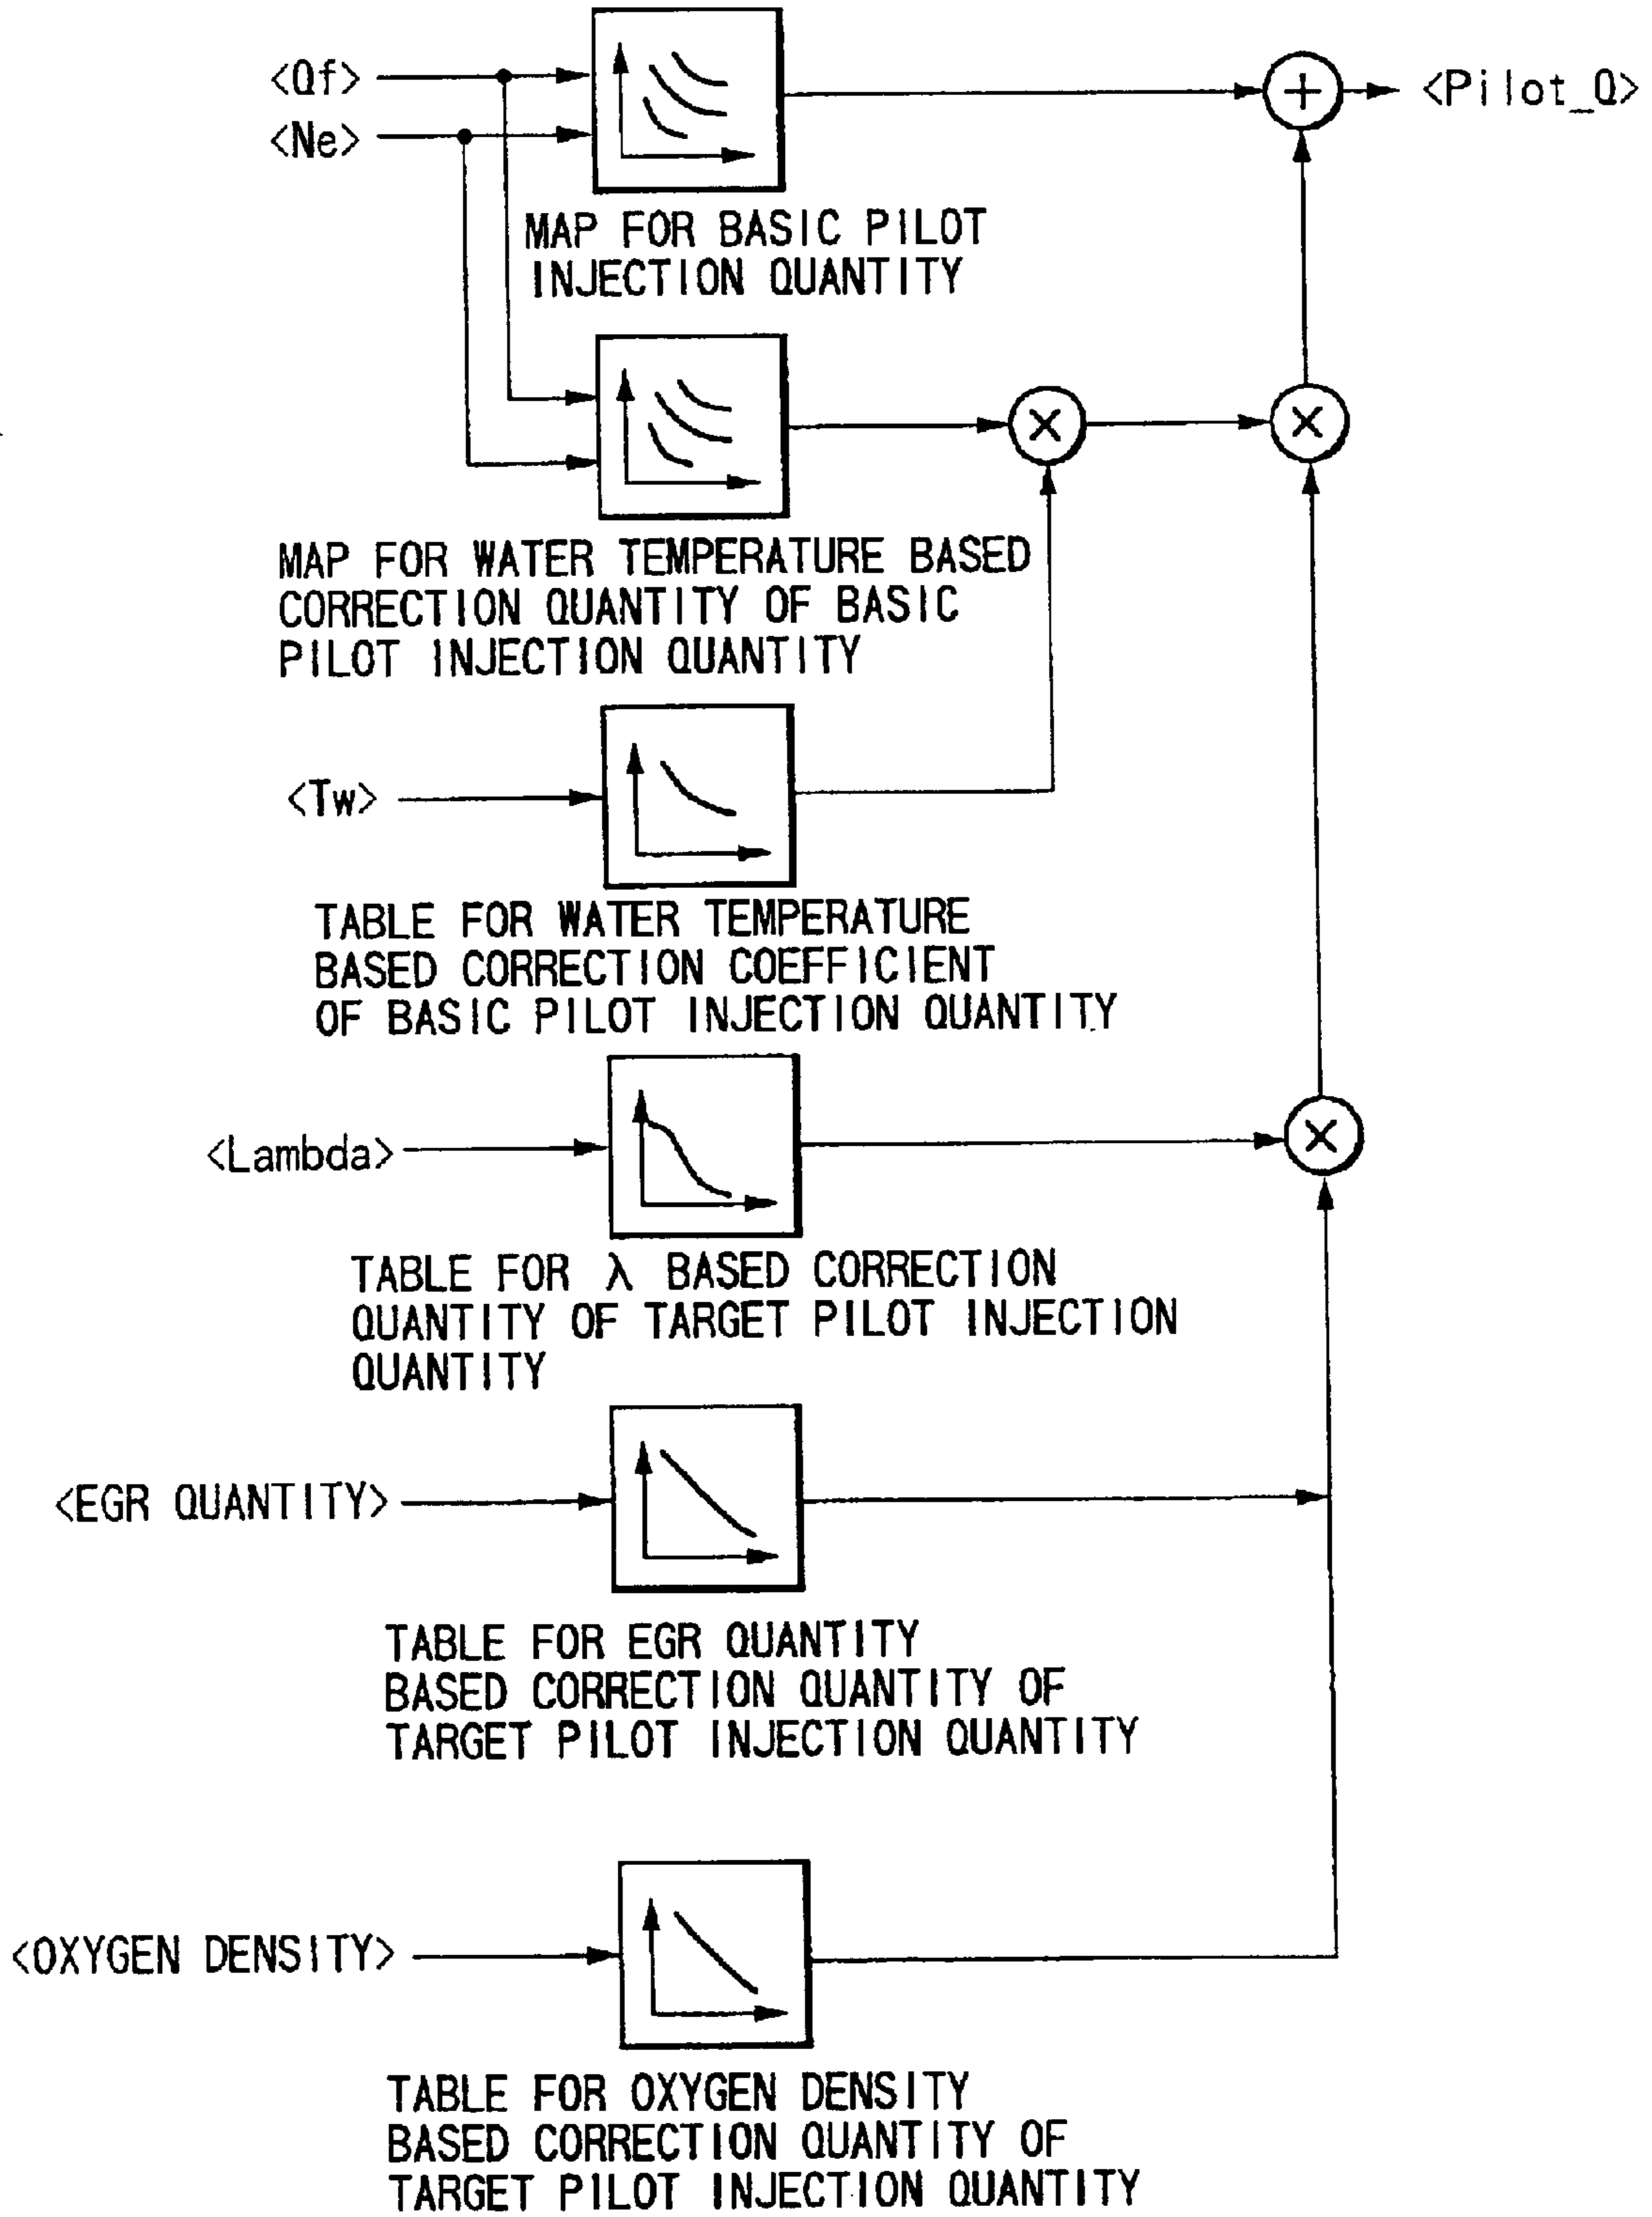 <Qf>
<Ne>
+
<Pilot_Q>
MAP FOR BASIC PILOT
INJECTION QUANTITY
×
×
MAP FOR WATER TEMPERATURE BASED
CORRECTION QUANTITY OF BASIC
PILOT INJECTION QUANTITY
<Tw>
TABLE FOR WATER TEMPERATURE
BASED CORRECTION COEFFICIENT
OF BASIC PILOT INJECTION QUANTITY
<Lambda>
×
TABLE FOR λ BASED CORRECTION
QUANTITY OF TARGET PILOT INJECTION
QUANTITY
<EGR QUANTITY>
TABLE FOR EGR QUANTITY
BASED CORRECTION QUANTITY OF
TARGET PILOT INJECTION QUANTITY
<OXYGEN DENSITY>
TABLE FOR OXYGEN DENSITY
BASED CORRECTION QUANTITY OF
TARGET PILOT INJECTION QUANTITY